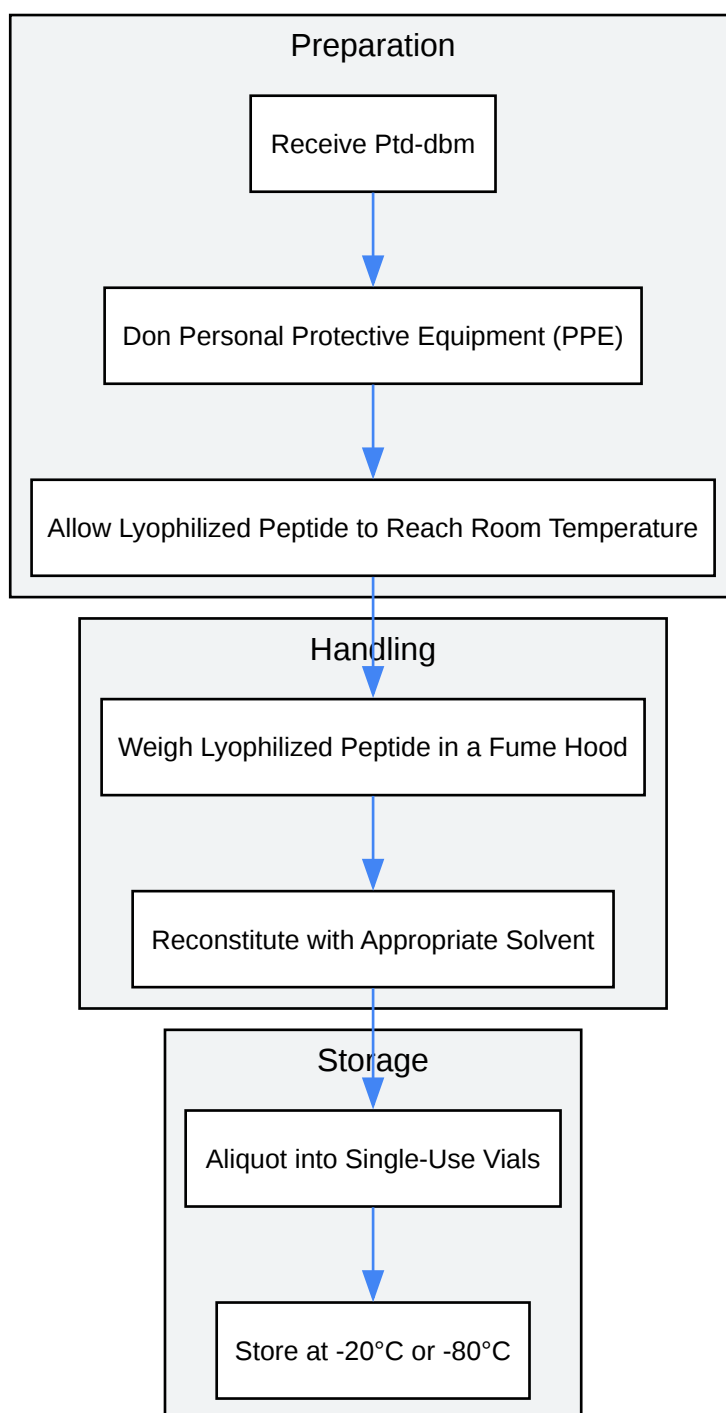 Preparation
Receive Ptd-dbm
Don Personal Protective Equipment (PPE)
Allow Lyophilized Peptide to Reach Room Temperature
Handling
Weigh Lyophilized Peptide in a Fume Hood
Reconstitute with Appropriate Solvent
Storage
Aliquot into Single-Use Vials
Store at -20°C or -80°C